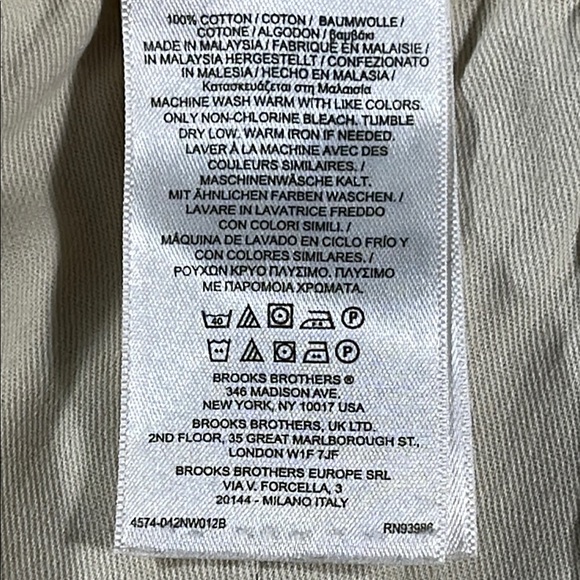 100% COTTON / COTON / BAUMWOLLE /
COTONE / ALGODON / βαμβάκι
MADE IN MALAYSIA / FABRIQUÉ EN MALAISIE /
IN MALAYSIA HERGESTELLT / CONFEZIONATO
IN MALESIA / HECHO EN MALASIA /
Κατασκευάζεται στη Μαλαισία
MACHINE WASH WARM WITH LIKE COLORS.
ONLY NON-CHLORINE BLEACH. TUMBLE
DRY LOW. WARM IRON IF NEEDED.
LAVER À LA MACHINE AVEC DES
COULEURS SIMILAIRES. /
MASCHINENWÄSCHE KALT.
MIT ÄHNLICHEN FARBEN WASCHEN. /
LAVARE IN LAVATRICE FREDDO
CON COLORI SIMILI. /
MÁQUINA DE LAVADO EN CICLO FRÍO Y
CON COLORES SIMILARES. /
ΡΟΥΧΩΝ ΚΡΥΟ ΠΛΥΣΙΜΟ. ΠΛΥΣΙΜΟ
ΜΕ ΠΑΡΟΜΟΙΑ ΧΡΩΜΑΤΑ.
40 P
P
BROOKS BROTHERS ®
346 MADISON AVE.
NEW YORK, NY 10017 USA
BROOKS BROTHERS, UK LTD.
2ND FLOOR, 35 GREAT MARLBOROUGH ST.,
LONDON W1F 7JF
BROOKS BROTHERS EUROPE SRL
VIA V. FORCELLA, 3
20144 - MILANO ITALY
4574-042NW012B RN93986